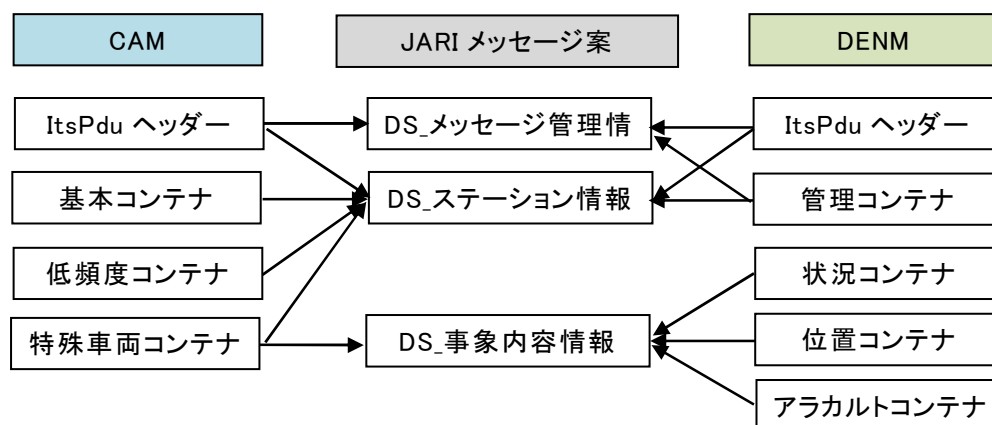 CAM
JARI メッセージ案
DENM
ItsPdu ヘッダー
DS_メッセージ管理情
ItsPdu ヘッダー
基本コンテナ
DS_ステーション情報
管理コンテナ
低頻度コンテナ
状況コンテナ
特殊車両コンテナ
DS_事象内容情報
位置コンテナ
アラカルトコンテナ